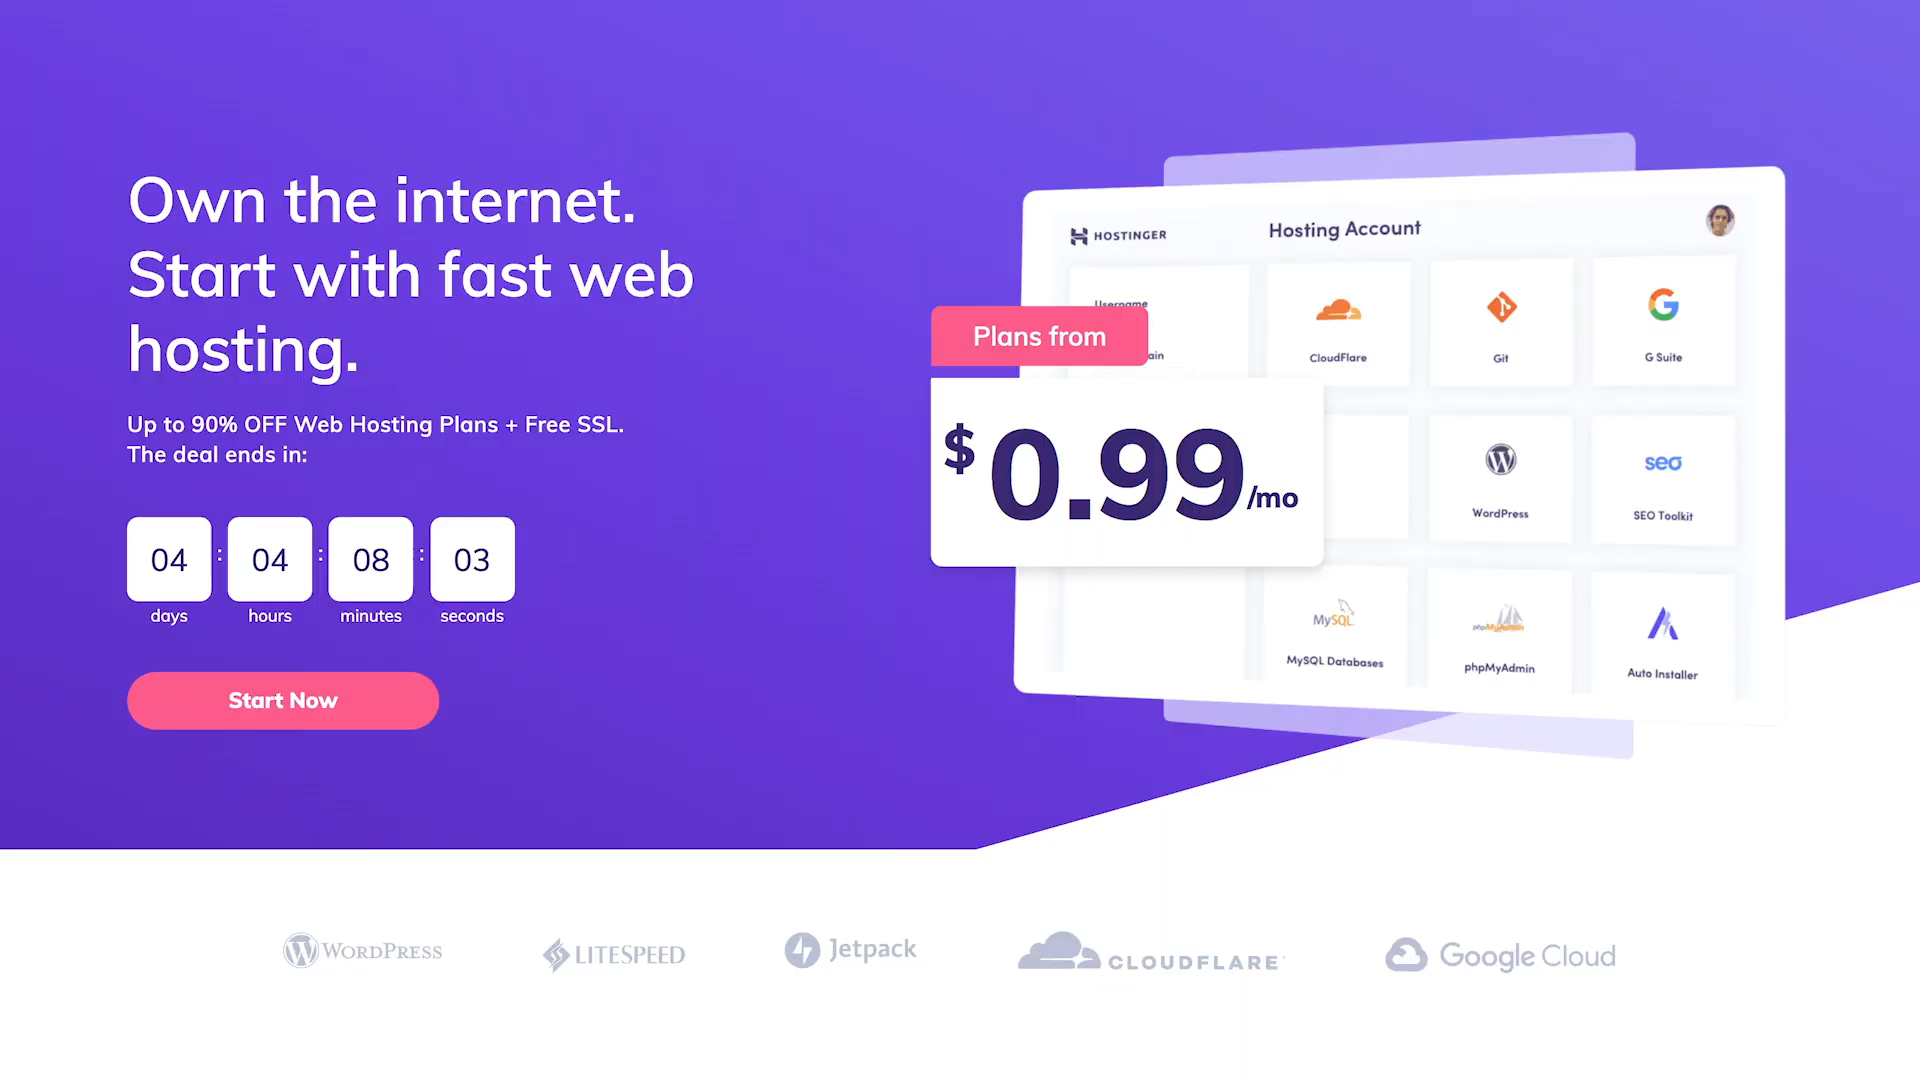 Own the internet.
Start with fast web
hosting.
Up to 90% OFF Web Hosting Plans + Free SSL.
The deal ends in:
04 : 04 : 08 : 03
days hours minutes seconds
Start Now
HOSTINGER
Hosting Account
Username
ain
Plans from
$0.99/mo
CloudFlare
Git
G Suite
WordPress
seo
SEO Toolkit
MySQL
MySQL Databases
phpMyAdmin
phpMyAdmin
Auto Installer
WORDPRESS
LITESPEED
Jetpack
CLOUDFLARE
Google Cloud